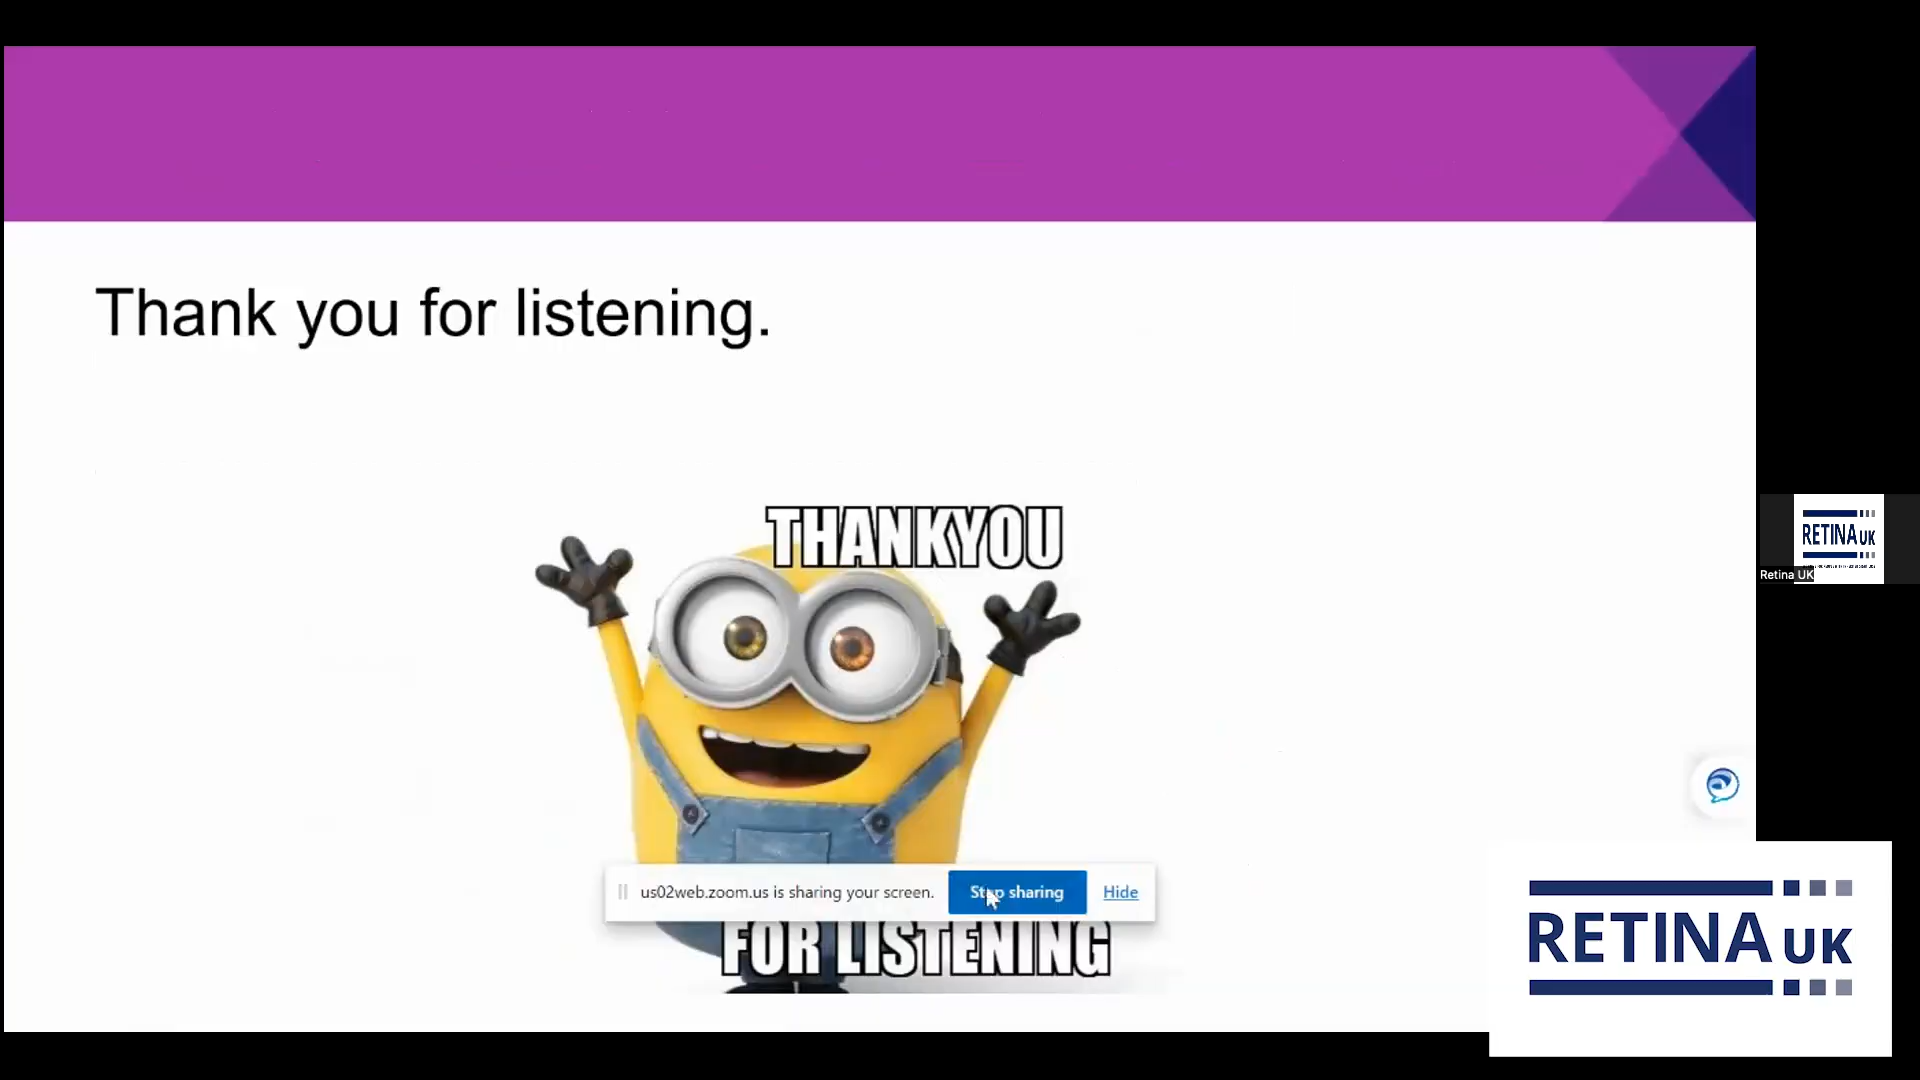 Thank you for listening.
THANKYOU
RETINA UK
Retina UK
us02web.zoom.us is sharing your screen. Stop sharing Hide
FOR LISTENING
RETINA UK